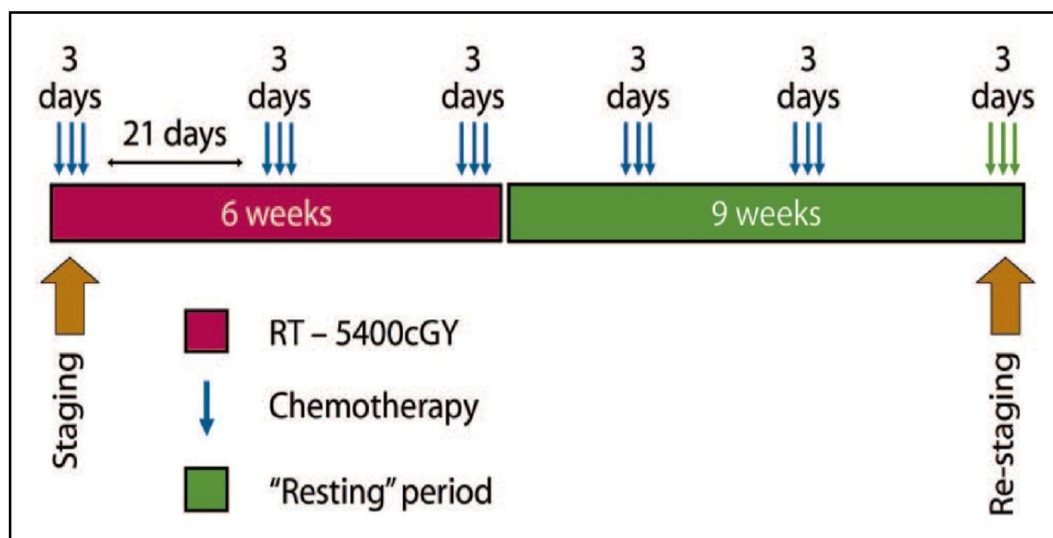 3 days
3 days
3 days
3 days
3 days
3 days
21 days
6 weeks
9 weeks
Staging
RT – 5400cGY
Chemotherapy
“Resting” period
Re-staging